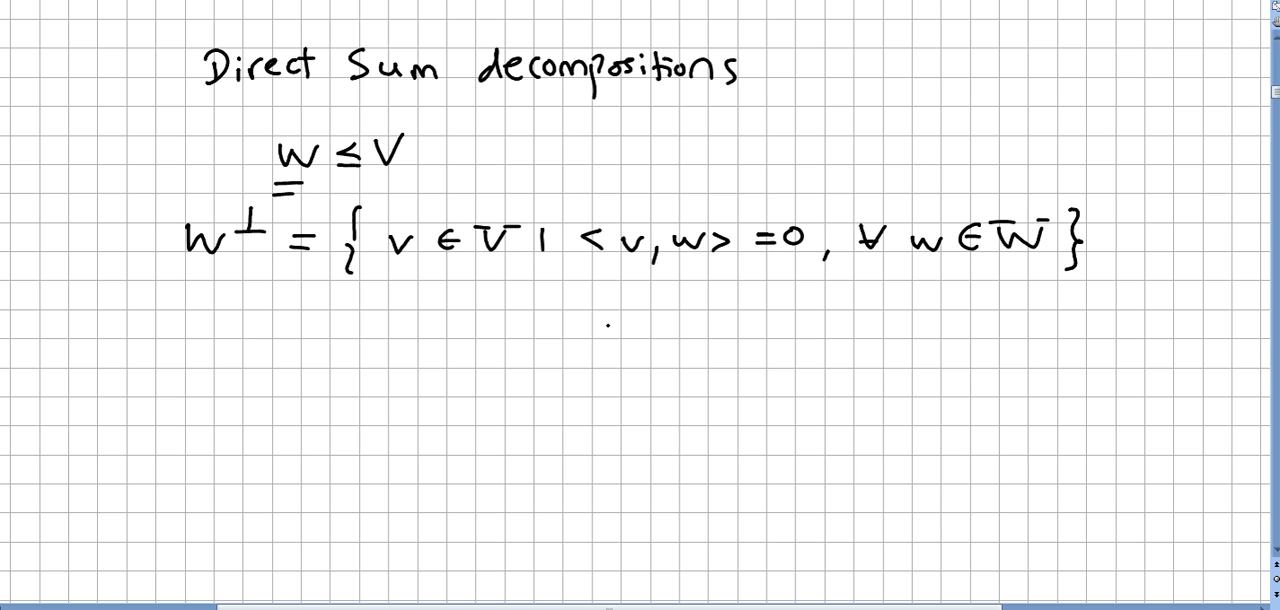 Direct Sum decompositions
W ≤ V
W^⊥ = { v ∈ V | < v, w > = 0, ∀ w ∈ W }